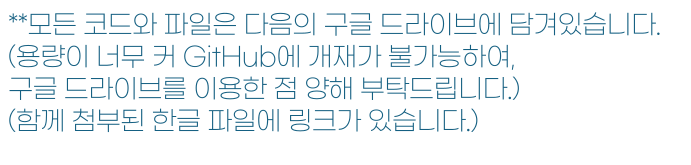 **모든 코드와 파일은 다음의 구글 드라이브에 담겨있습니다.
(용량이 너무 커 GitHub에 개재가 불가능하여,
구글 드라이브를 이용한 점 양해 부탁드립니다.)
(함께 첨부된 한글 파일에 링크가 있습니다.)